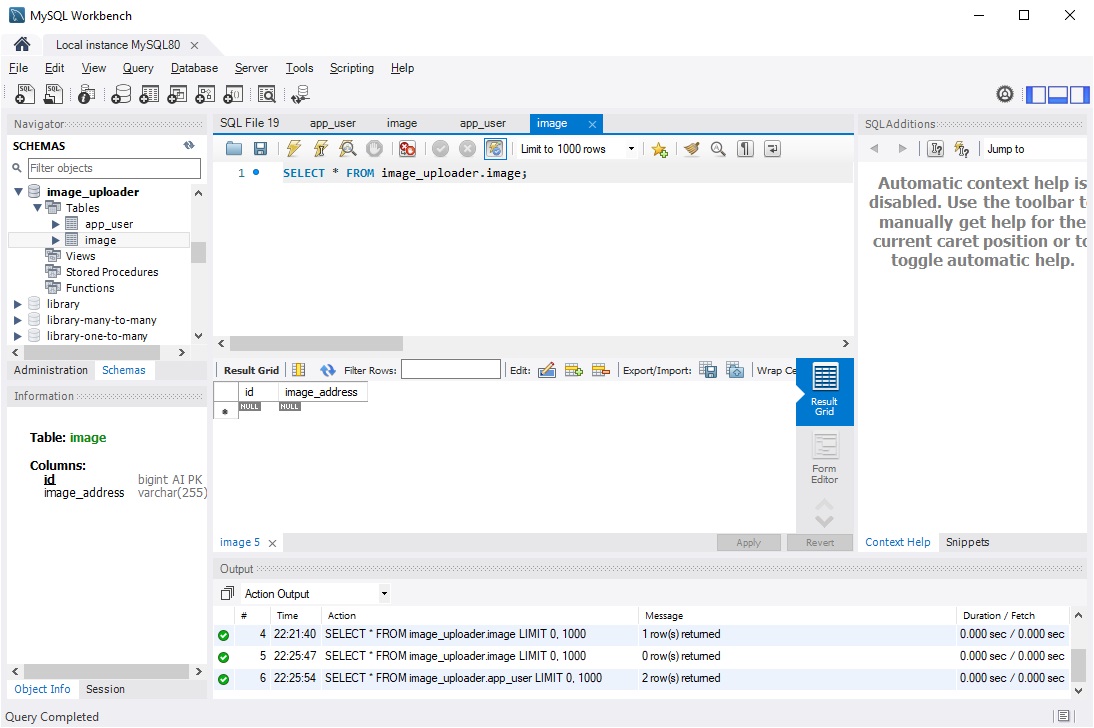 MySQL Workbench
Local instance MySQL80
File Edit View Query Database Server Tools Scripting Help
Navigator
SCHEMAS
Filter objects
image_uploader
Tables
app_user
image
Views
Stored Procedures
Functions
library
library-many-to-many
library-one-to-many
Administration Schemas
Information
Table: image
Columns:
id bigint AI PK
image_address varchar(255)
Object Info Session
SQL File 19 app_user image app_user image
Limit to 1000 rows
1 SELECT * FROM image_uploader.image;
Result Grid Filter Rows: Edit: Export/Import: Wrap Ce
id image_address
NULL NULL
Result
Grid
Form
Editor
image 5 Apply Revert
SQLAdditions
Jump to
Automatic context help is
disabled. Use the toolbar t
manually get help for the
current caret position or to
toggle automatic help.
Context Help Snippets
Output
Action Output
# Time Action Message Duration / Fetch
4 22:21:40 SELECT * FROM image_uploader.image LIMIT 0, 1000 1 row(s) returned 0.000 sec / 0.000 sec
5 22:25:47 SELECT * FROM image_uploader.image LIMIT 0, 1000 0 row(s) returned 0.000 sec / 0.000 sec
6 22:25:54 SELECT * FROM image_uploader.app_user LIMIT 0, 1000 2 row(s) returned 0.000 sec / 0.000 sec
Query Completed